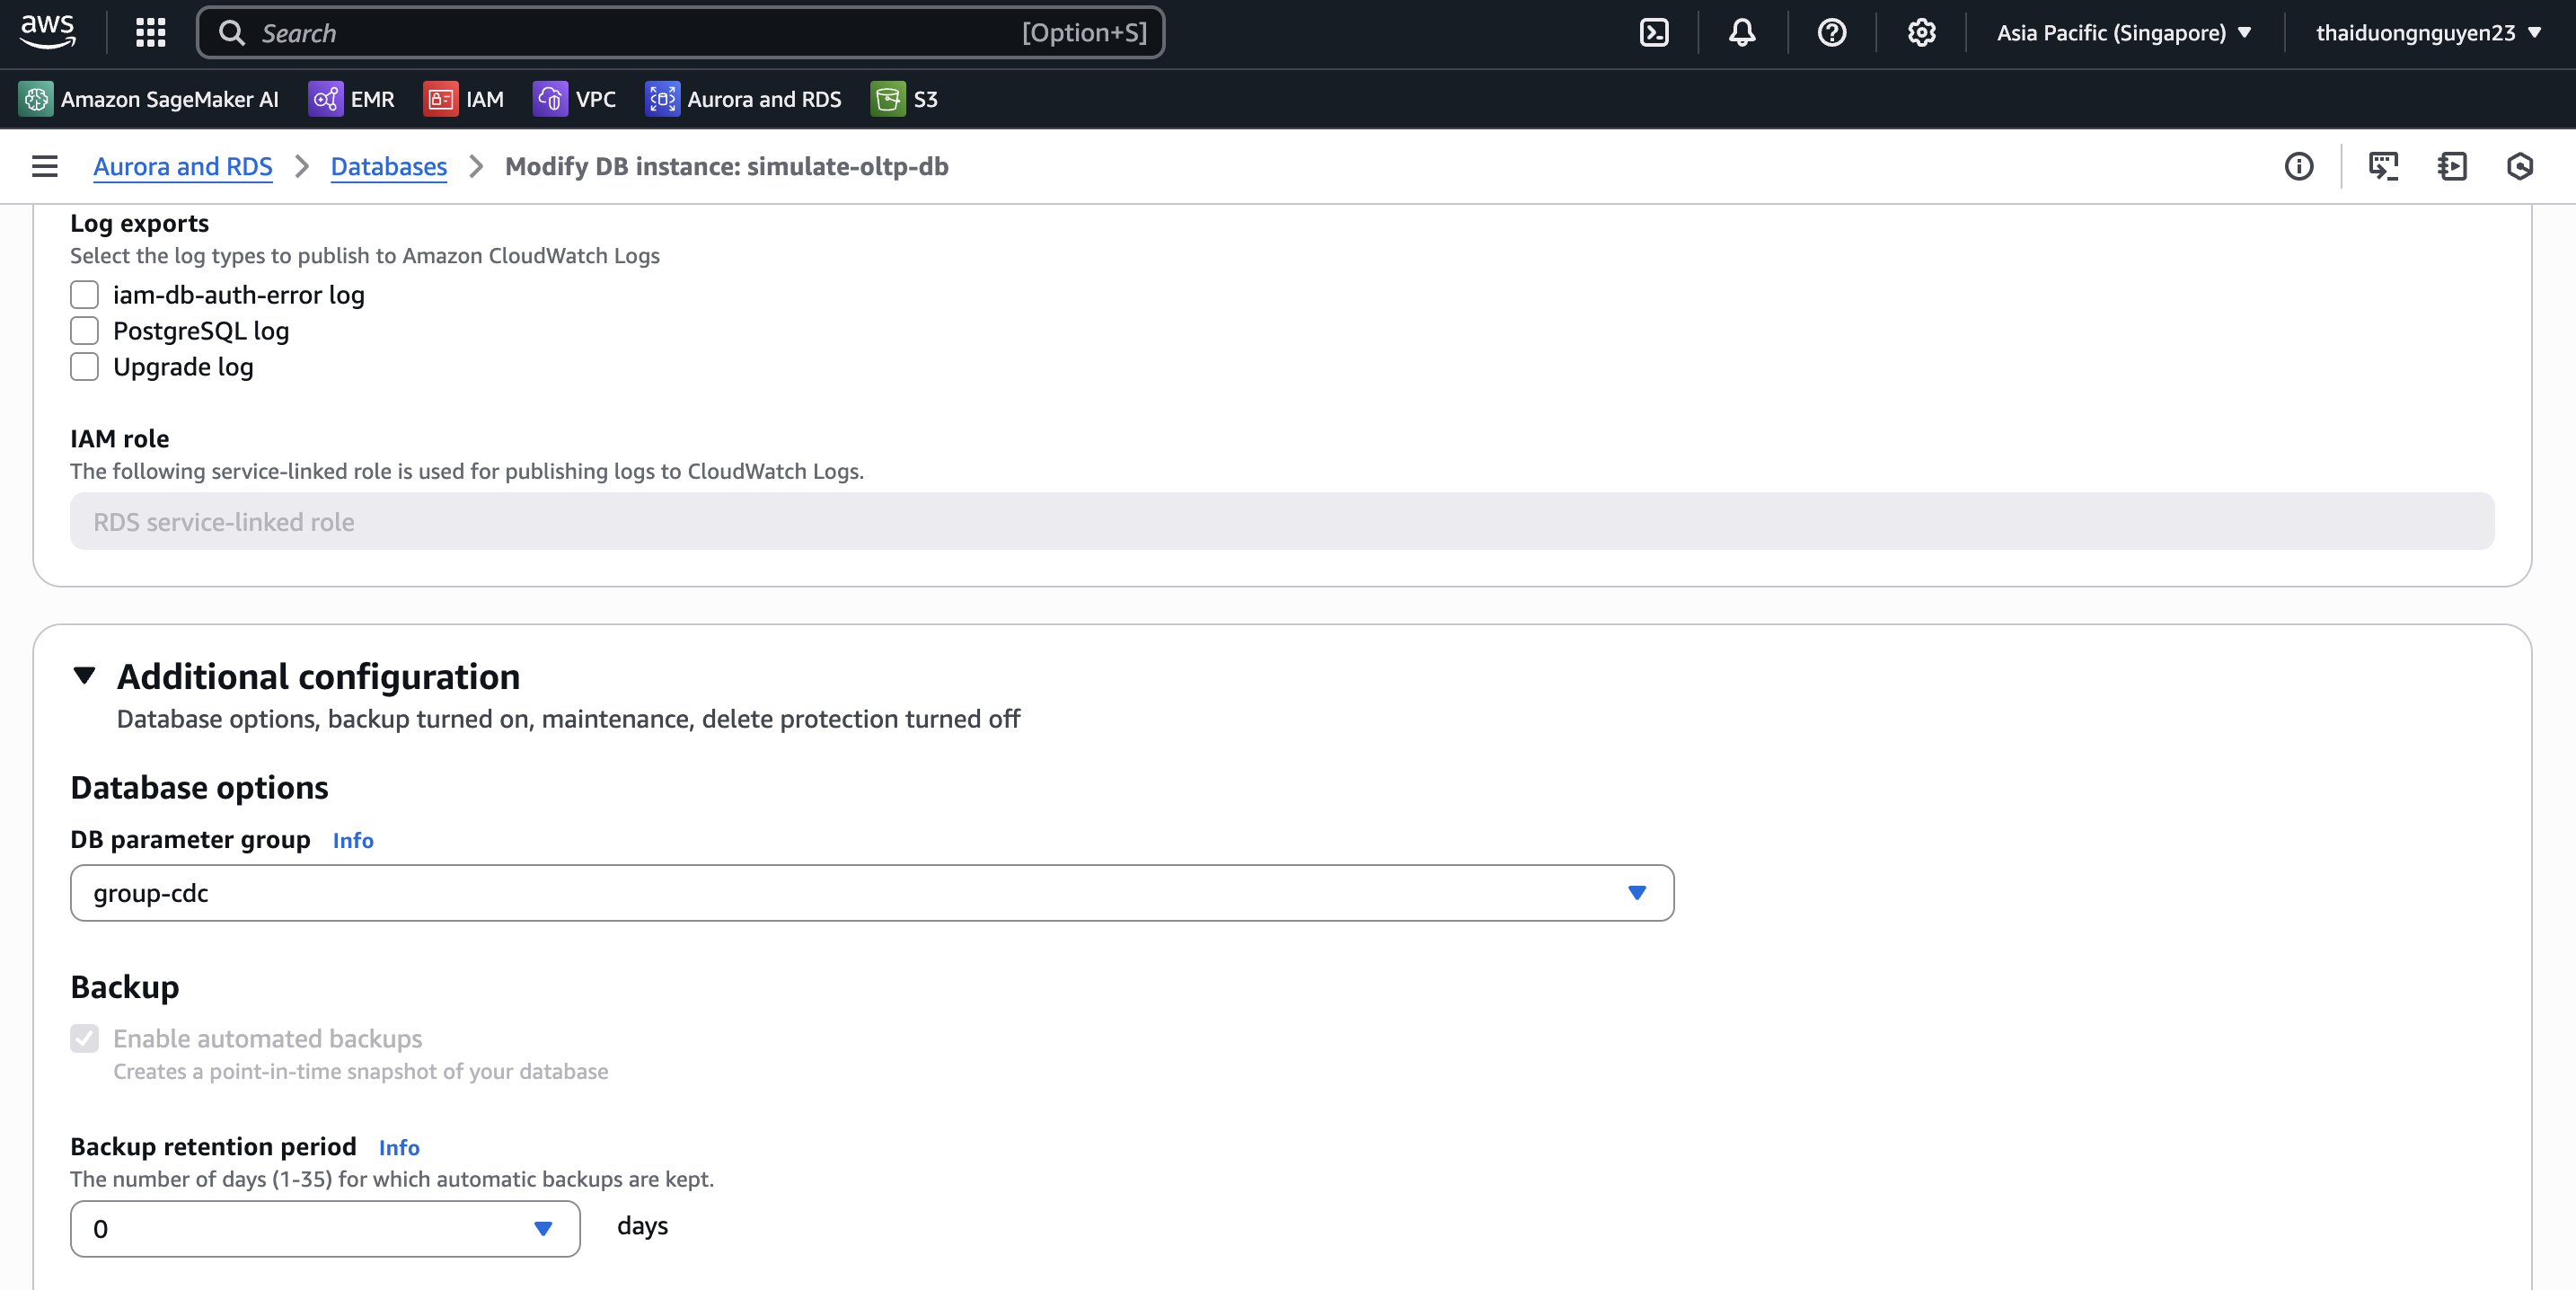 aws
Search [Option+S]
Asia Pacific (Singapore)
thaiduongnguyen23
Amazon SageMaker AI
EMR
IAM
VPC
Aurora and RDS
S3
Aurora and RDS
Databases
Modify DB instance: simulate-oltp-db
Log exports
Select the log types to publish to Amazon CloudWatch Logs
iam-db-auth-error log
PostgreSQL log
Upgrade log
IAM role
The following service-linked role is used for publishing logs to CloudWatch Logs.
RDS service-linked role
Additional configuration
Database options, backup turned on, maintenance, delete protection turned off
Database options
DB parameter group Info
group-cdc
Backup
Enable automated backups
Creates a point-in-time snapshot of your database
Backup retention period Info
The number of days (1-35) for which automatic backups are kept.
0 days